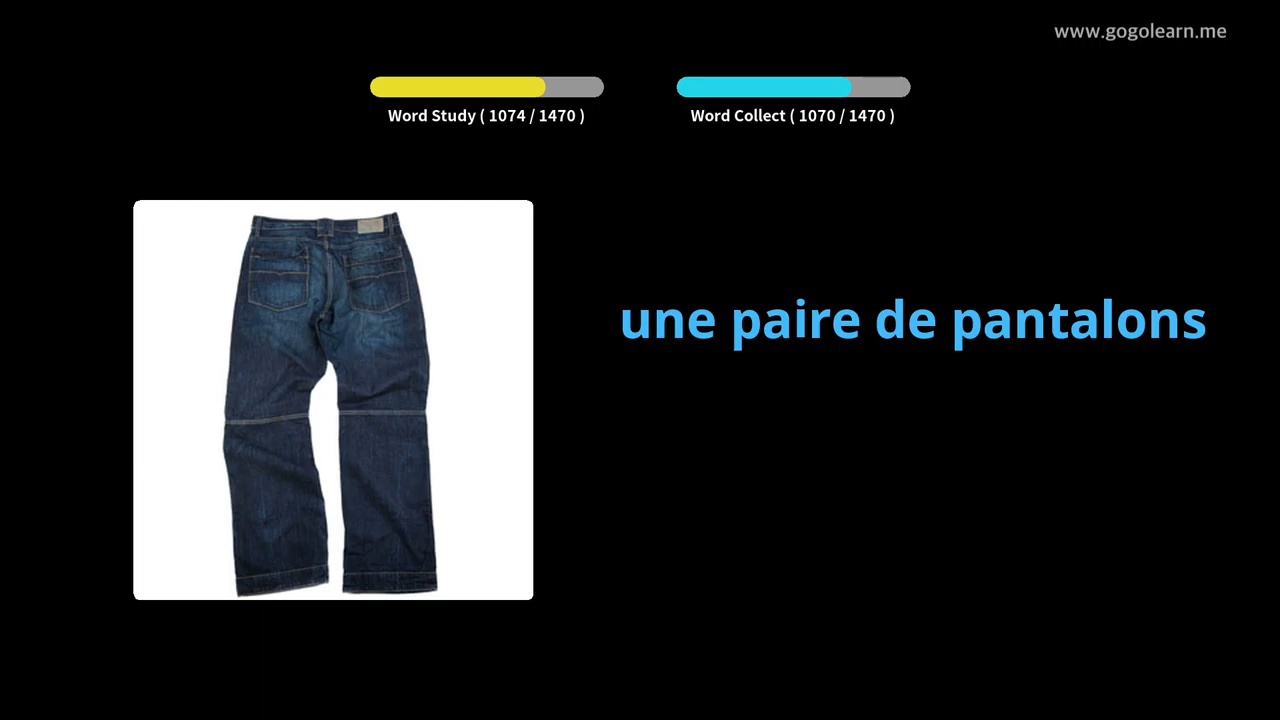 www.gogolearn.me
Word Study ( 1074 / 1470 )
Word Collect ( 1070 / 1470 )
une paire de pantalons